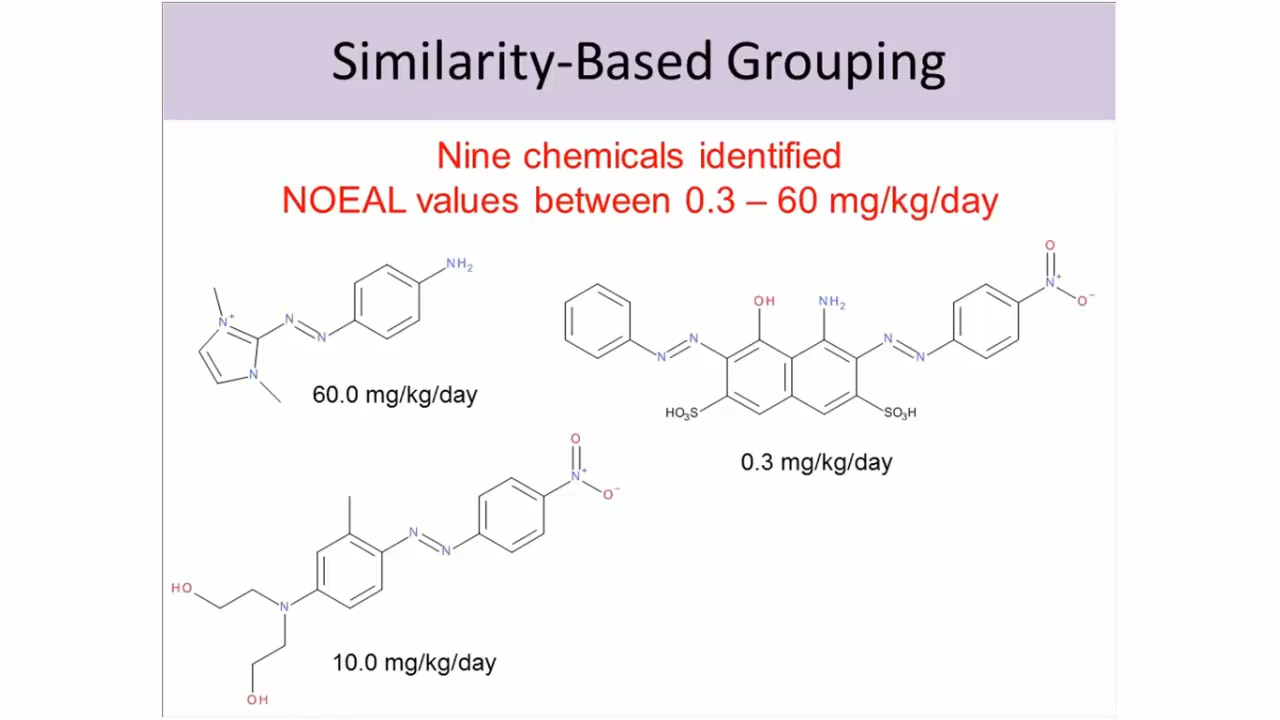 Similarity-Based Grouping
Nine chemicals identified
NOEAL values between 0.3 – 60 mg/kg/day
NH₂
N⁺
N
N
N
60.0 mg/kg/day
O
N⁺
O⁻
OH
NH₂
N
N
N
N
HO₃S
SO₃H
0.3 mg/kg/day
O
N⁺
O⁻
N
N
HO
N
10.0 mg/kg/day
OH